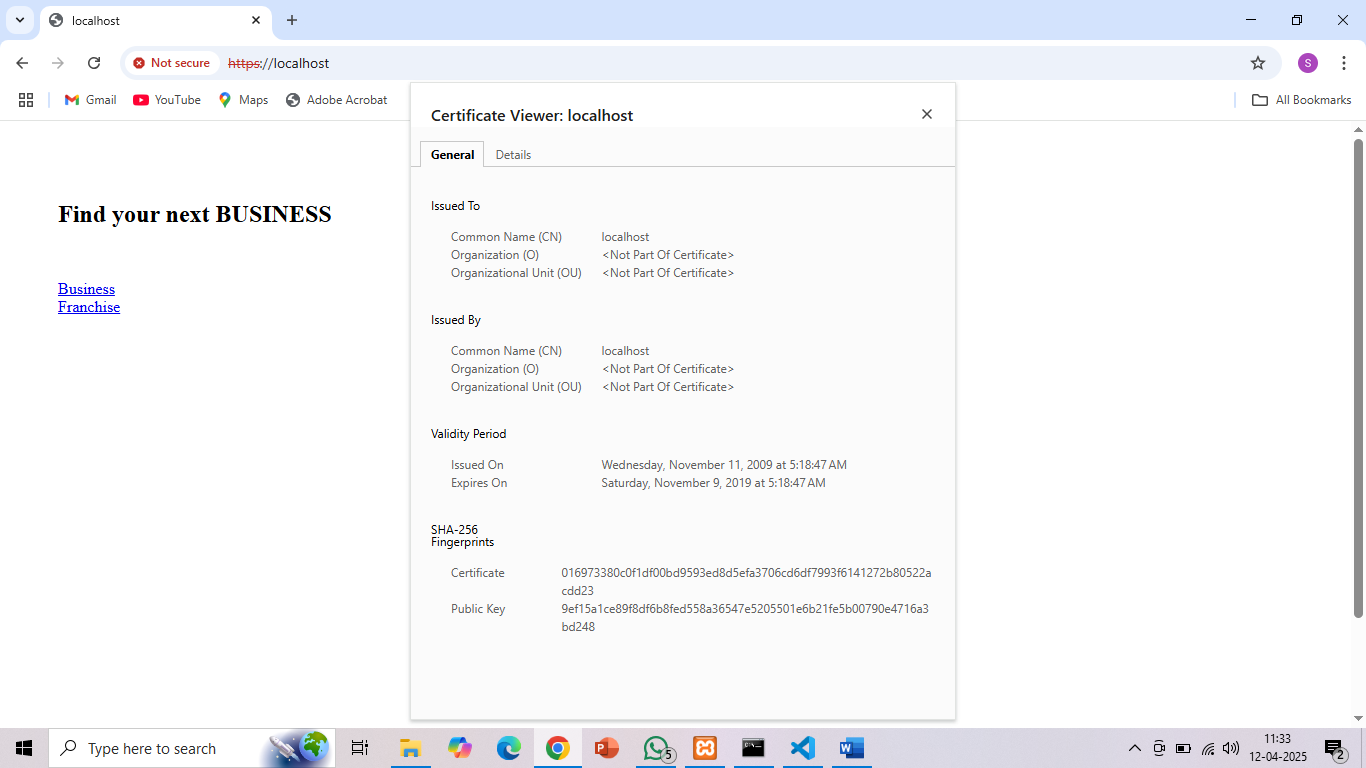 localhost
Not secure
https://localhost
S
Gmail
YouTube
Maps
Adobe Acrobat
All Bookmarks
Find your next BUSINESS
Business
Franchise
Certificate Viewer: localhost
General
Details
Issued To
Common Name (CN) localhost
Organization (O) <Not Part Of Certificate>
Organizational Unit (OU) <Not Part Of Certificate>
Issued By
Common Name (CN) localhost
Organization (O) <Not Part Of Certificate>
Organizational Unit (OU) <Not Part Of Certificate>
Validity Period
Issued On Wednesday, November 11, 2009 at 5:18:47 AM
Expires On Saturday, November 9, 2019 at 5:18:47 AM
SHA-256
Fingerprints
Certificate 016973380c0f1df00bd9593ed8d5efa3706cd6df7993f6141272b80522a
cdd23
Public Key 9ef15a1ce89f8df6b8fed558a36547e5205501e6b21fe5b00790e4716a3
bd248
Type here to search
5
11:33
12-04-2025
2